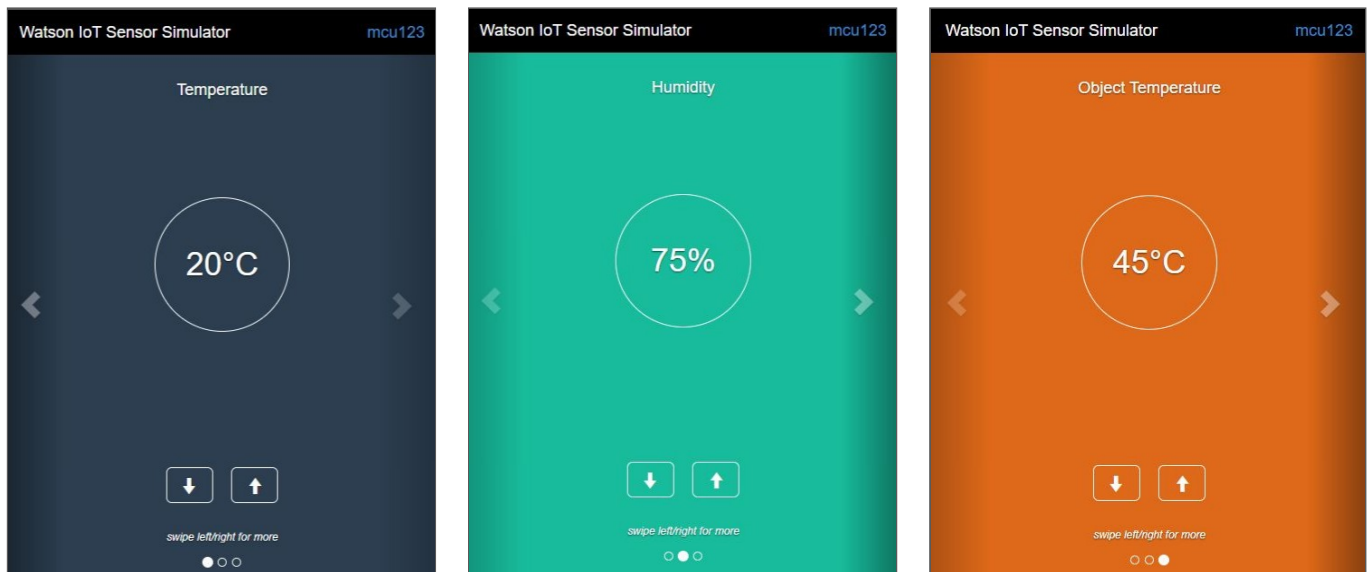 Watson IoT Sensor Simulator mcu123
Temperature
20°C
swipe left/right for more
Watson IoT Sensor Simulator mcu123
Humidity
75%
swipe left/right for more
Watson IoT Sensor Simulator mcu123
Object Temperature
45°C
swipe left/right for more